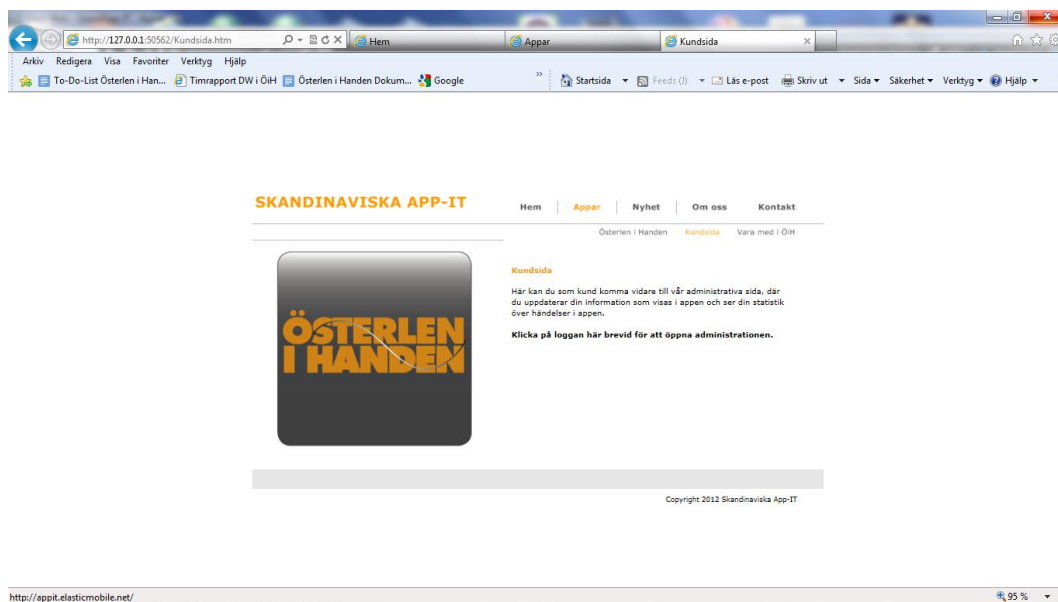 http://127.0.0.1:50562/Kundsida.htm
Hem
Appar
Kundsida
Arkiv Redigera Visa Favoriter Verktyg Hjälp
To-Do-List Österlen i Han... Timrapport DW i ÖiH Österlen i Handen Dokum... Google
Startsida Feeds (J) Läs e-post Skriv ut Sida Säkerhet Verktyg Hjälp
SKANDINAVISKA APP-IT
Hem Appar Nyhet Om oss Kontakt
Österlen i Handen Kundsida Vara med i ÖiH
ÖSTERLEN
I HANDEN
Kundsida
Här kan du som kund komma vidare till vår administrativa sida, där
du uppdaterar din information som visas i appen och ser din statistik
över händelser i appen.
Klicka på loggan här brevid för att öppna administrationen.
Copyright 2012 Skandinaviska App-IT
http://appit.elasticmobile.net/
95 %